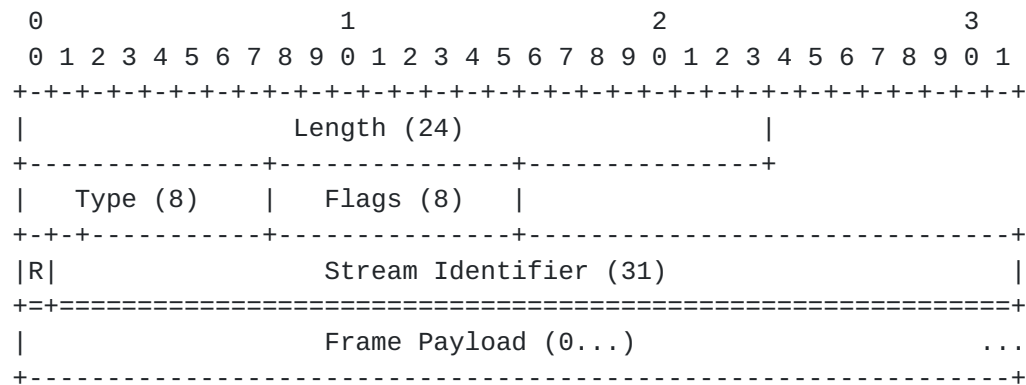 0                   1                   2                   3
0 1 2 3 4 5 6 7 8 9 0 1 2 3 4 5 6 7 8 9 0 1 2 3 4 5 6 7 8 9 0 1
+-+-+-+-+-+-+-+-+-+-+-+-+-+-+-+-+-+-+-+-+-+-+-+-+-+-+-+-+-+-+-+-+
|                 Length (24)                   |
+---------------+---------------+---------------+
|   Type (8)    |   Flags (8)   |
+-+-+-----------+---------------+-------------------------------+
|R|                 Stream Identifier (31)                      |
+=+=============================================================+
|                   Frame Payload (0...)                      ...
+---------------------------------------------------------------+